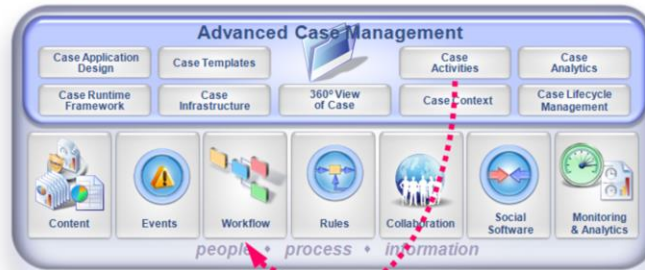 Advanced Case Management
Case Application
Design
Case Templates
Case
Activities
Case
Analytics
Case Runtime
Framework
Case
Infrastructure
360º View
of Case
Case Context
Case Lifecycle
Management
Content
Events
Workflow
Rules
Collaboration
Social
Software
Monitoring
& Analytics
people • process • information